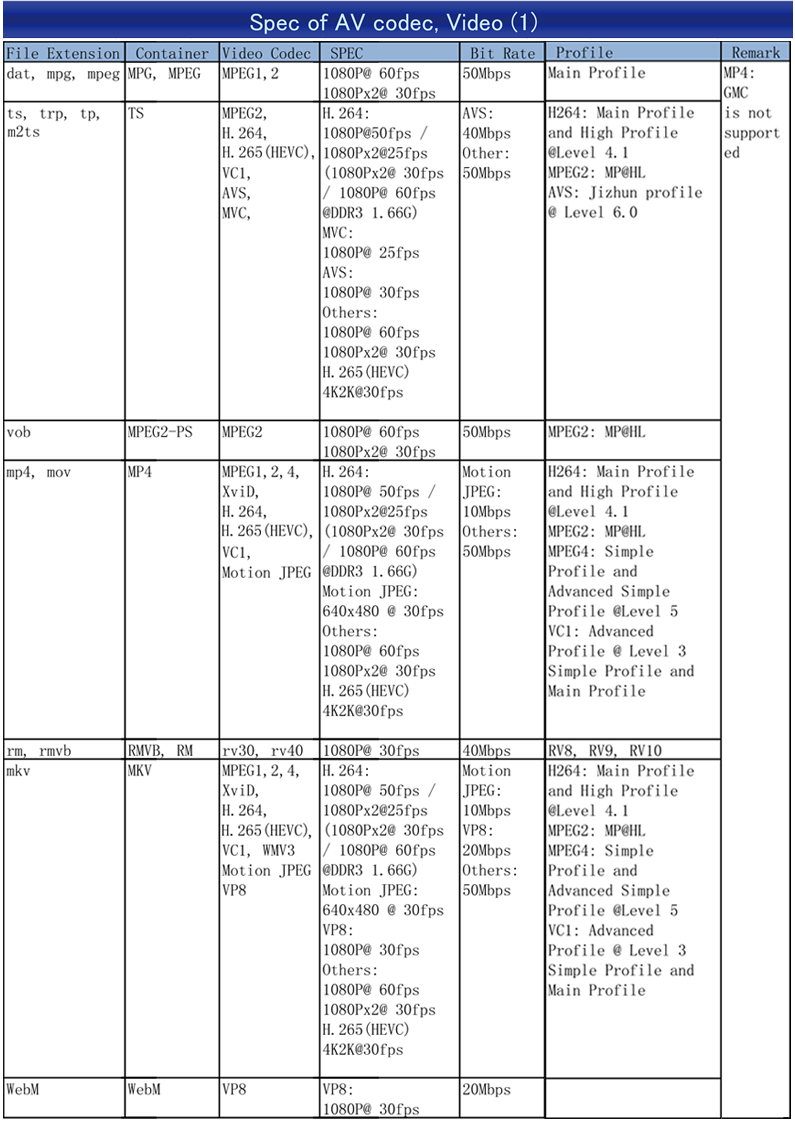 Spec of AV codec, Video (1)
File Extension Container Video Codec SPEC Bit Rate Profile Remark
dat, mpg, mpeg MPG, MPEG MPEG1,2 1080P@ 60fps 50Mbps Main Profile MP4:
1080Px2@ 30fps GMC
ts, trp, tp, TS MPEG2, H.264: AVS: H264: Main Profile is not
m2ts H.264, 1080P@50fps / 40Mbps and High Profile support
H.265(HEVC), 1080Px2@25fps Other: @Level 4.1 ed
VC1, (1080Px2@ 30fps 50Mbps MPEG2: MP@HL
AVS, / 1080P@ 60fps AVS: Jizhun profile
MVC, @DDR3 1.66G) @ Level 6.0
MVC:
1080P@ 25fps
AVS:
1080P@ 30fps
Others:
1080P@ 60fps
1080Px2@ 30fps
H.265(HEVC)
4K2K@30fps
vob MPEG2-PS MPEG2 1080P@ 60fps 50Mbps MPEG2: MP@HL
1080Px2@ 30fps
mp4, mov MP4 MPEG1,2,4, H.264: Motion H264: Main Profile
XviD, 1080P@ 50fps / JPEG: and High Profile
H.264, 1080Px2@25fps 10Mbps @Level 4.1
H.265(HEVC), (1080Px2@ 30fps Others: MPEG2: MP@HL
VC1, / 1080P@ 60fps 50Mbps MPEG4: Simple
Motion JPEG @DDR3 1.66G) Profile and
Motion JPEG: Advanced Simple
640x480 @ 30fps Profile @Level 5
Others: VC1: Advanced
1080P@ 60fps Profile @ Level 3
1080Px2@ 30fps Simple Profile and
H.265(HEVC) Main Profile
4K2K@30fps
rm, rmvb RMVB, RM rv30, rv40 1080P@ 30fps 40Mbps RV8, RV9, RV10
mkv MKV MPEG1,2,4, H.264: Motion H264: Main Profile
XviD, 1080P@ 50fps / JPEG: and High Profile
H.264, 1080Px2@25fps 10Mbps @Level 4.1
H.265(HEVC), (1080Px2@ 30fps VP8: MPEG2: MP@HL
VC1, WMV3 / 1080P@ 60fps 20Mbps MPEG4: Simple
Motion JPEG @DDR3 1.66G) Others: Profile and
VP8 Motion JPEG: 50Mbps Advanced Simple
640x480 @ 30fps Profile @Level 5
VP8: VC1: Advanced
1080P@ 30fps Profile @ Level 3
Others: Simple Profile and
1080P@ 60fps Main Profile
1080Px2@ 30fps
H.265(HEVC)
4K2K@30fps
WebM WebM VP8 VP8: 20Mbps
1080P@ 30fps